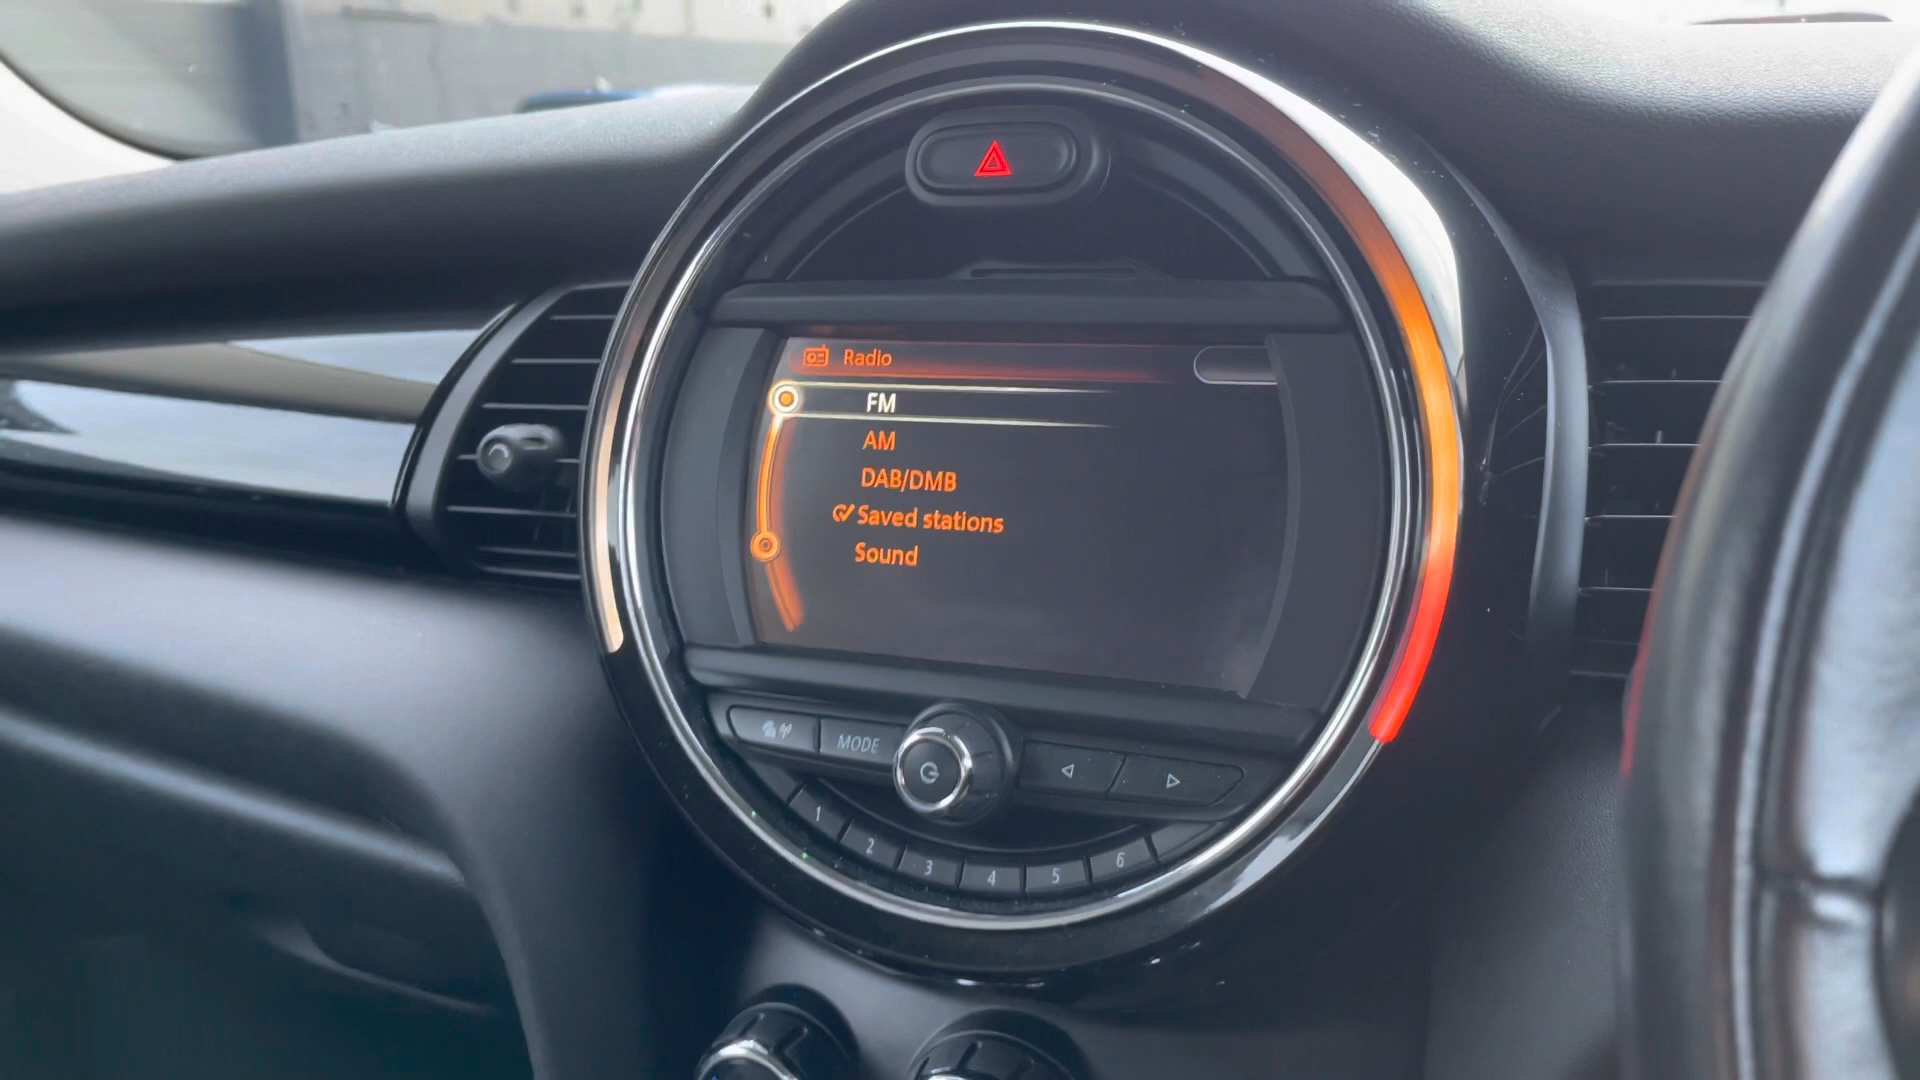 Radio
FM
AM
DAB/DMB
Saved stations
Sound
MODE
1
2
3
4
5
6